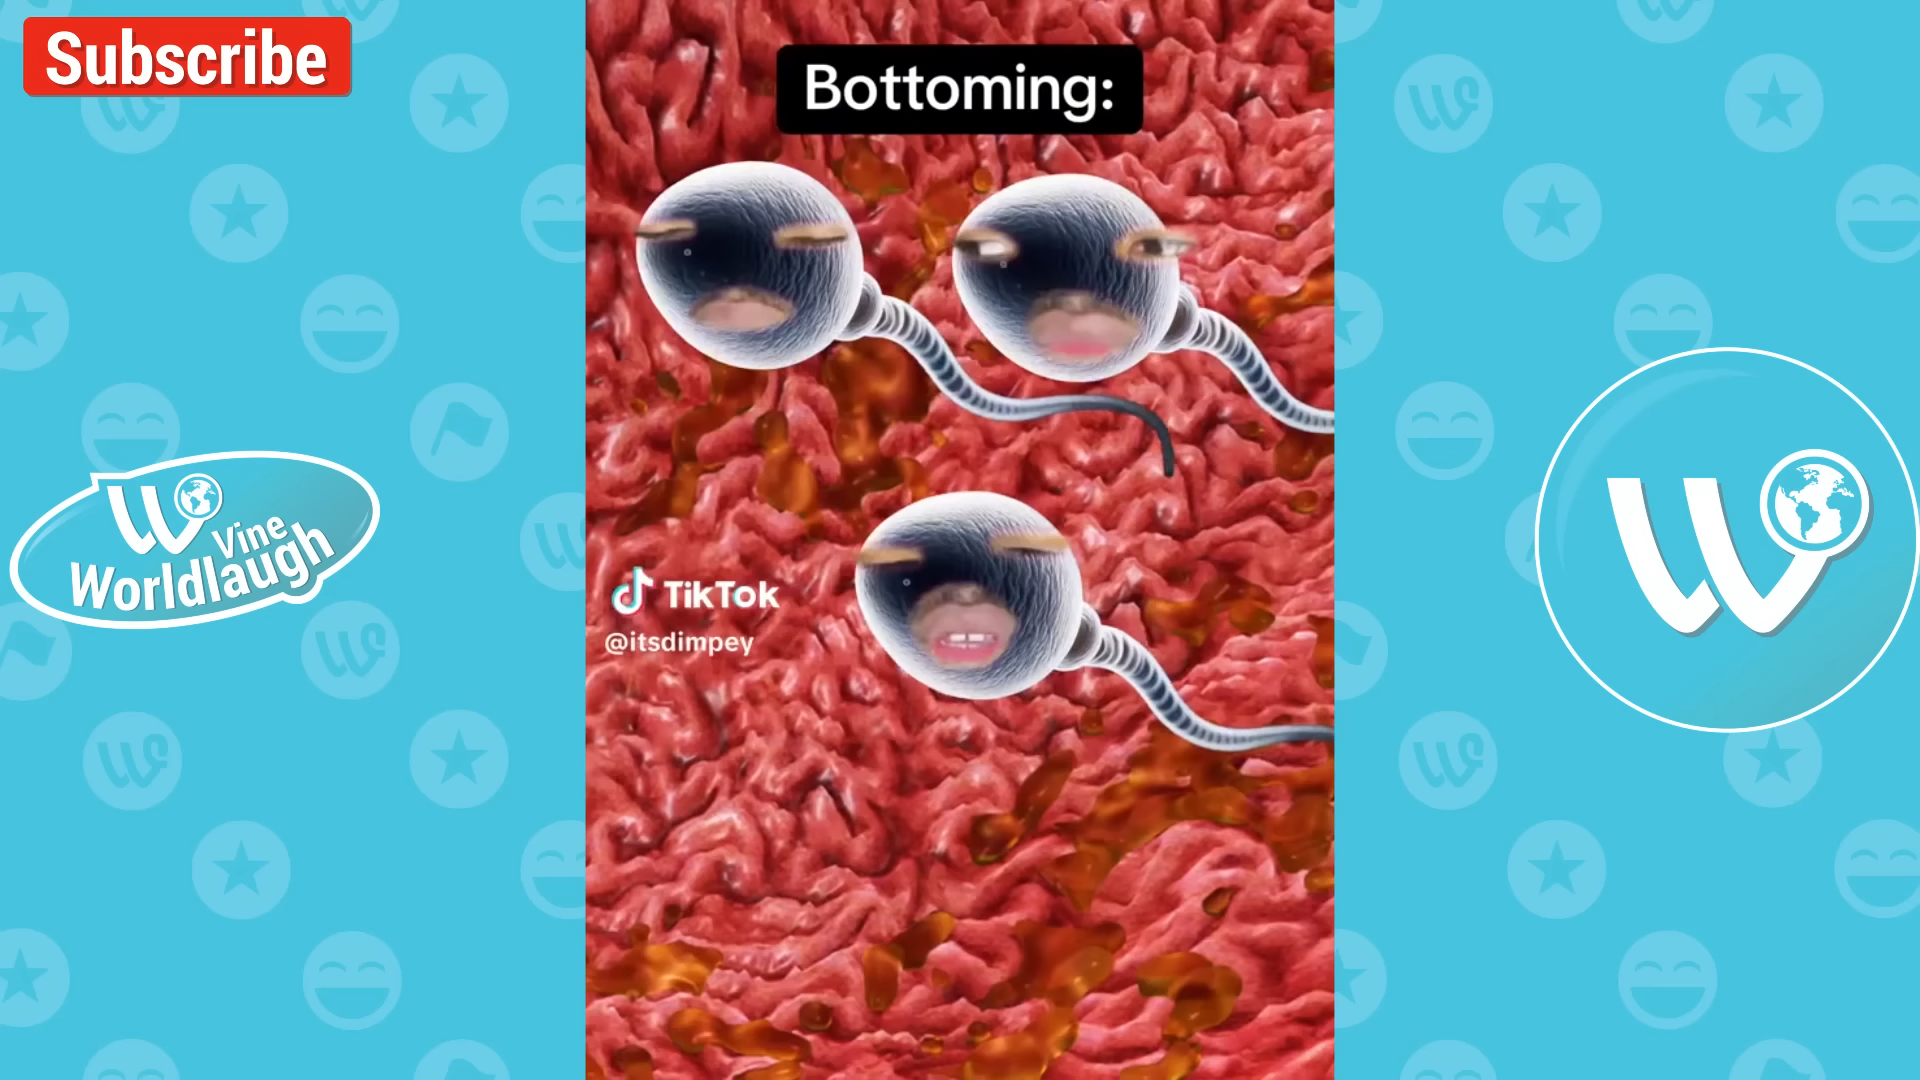 Subscribe
Bottoming:
W
Vine
Worldlaugh
TikTok
@itsdimpey
W